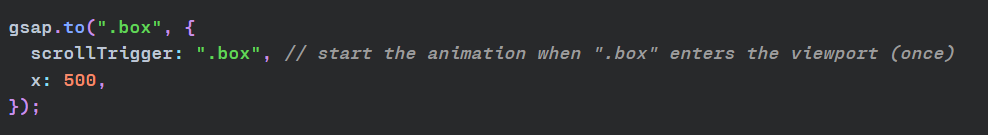 gsap.to(".box", {
  scrollTrigger: ".box", // start the animation when ".box" enters the viewport (once)
  x: 500,
});